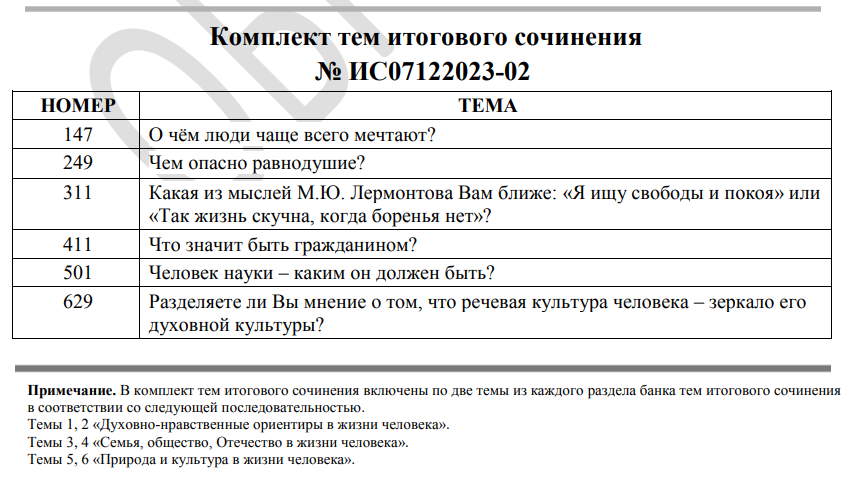 Комплект тем итогового сочинения
№ ИС07122023-02
НОМЕР ТЕМА
147 О чём люди чаще всего мечтают?
249 Чем опасно равнодушие?
311 Какая из мыслей М.Ю. Лермонтова Вам ближе: «Я ищу свободы и покоя» или
«Так жизнь скучна, когда боренья нет»?
411 Что значит быть гражданином?
501 Человек науки – каким он должен быть?
629 Разделяете ли Вы мнение о том, что речевая культура человека – зеркало его
духовной культуры?
Примечание. В комплект тем итогового сочинения включены по две темы из каждого раздела банка тем итогового сочинения
в соответствии со следующей последовательностью.
Темы 1, 2 «Духовно-нравственные ориентиры в жизни человека».
Темы 3, 4 «Семья, общество, Отечество в жизни человека».
Темы 5, 6 «Природа и культура в жизни человека».